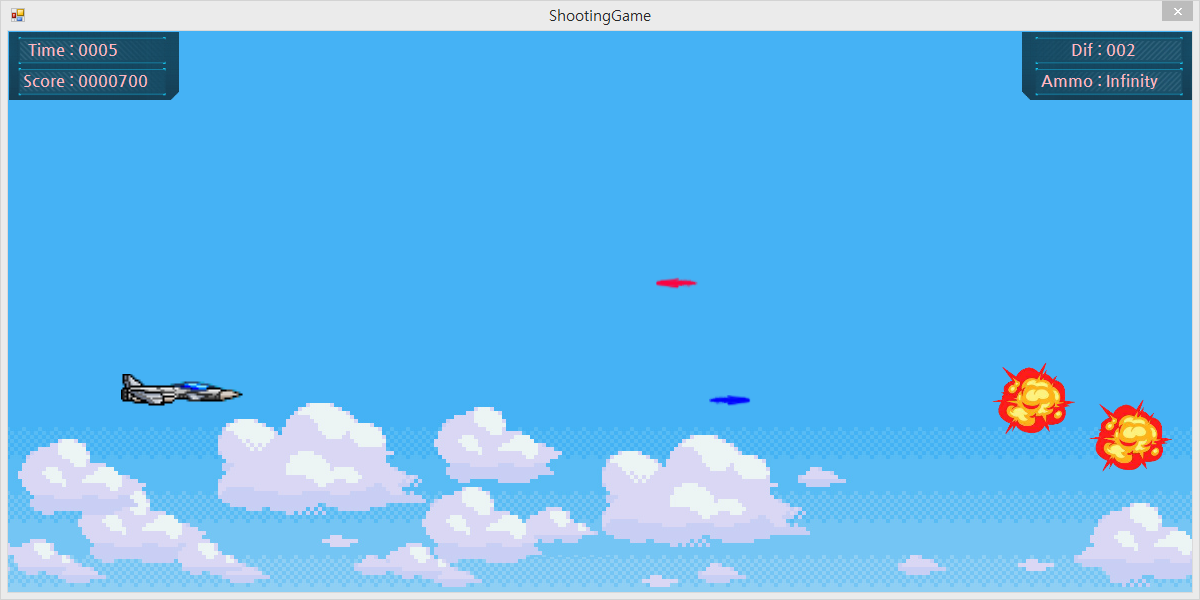 ShootingGame
Time : 0005
Dif : 002
Score : 0000700
Ammo : Infinity